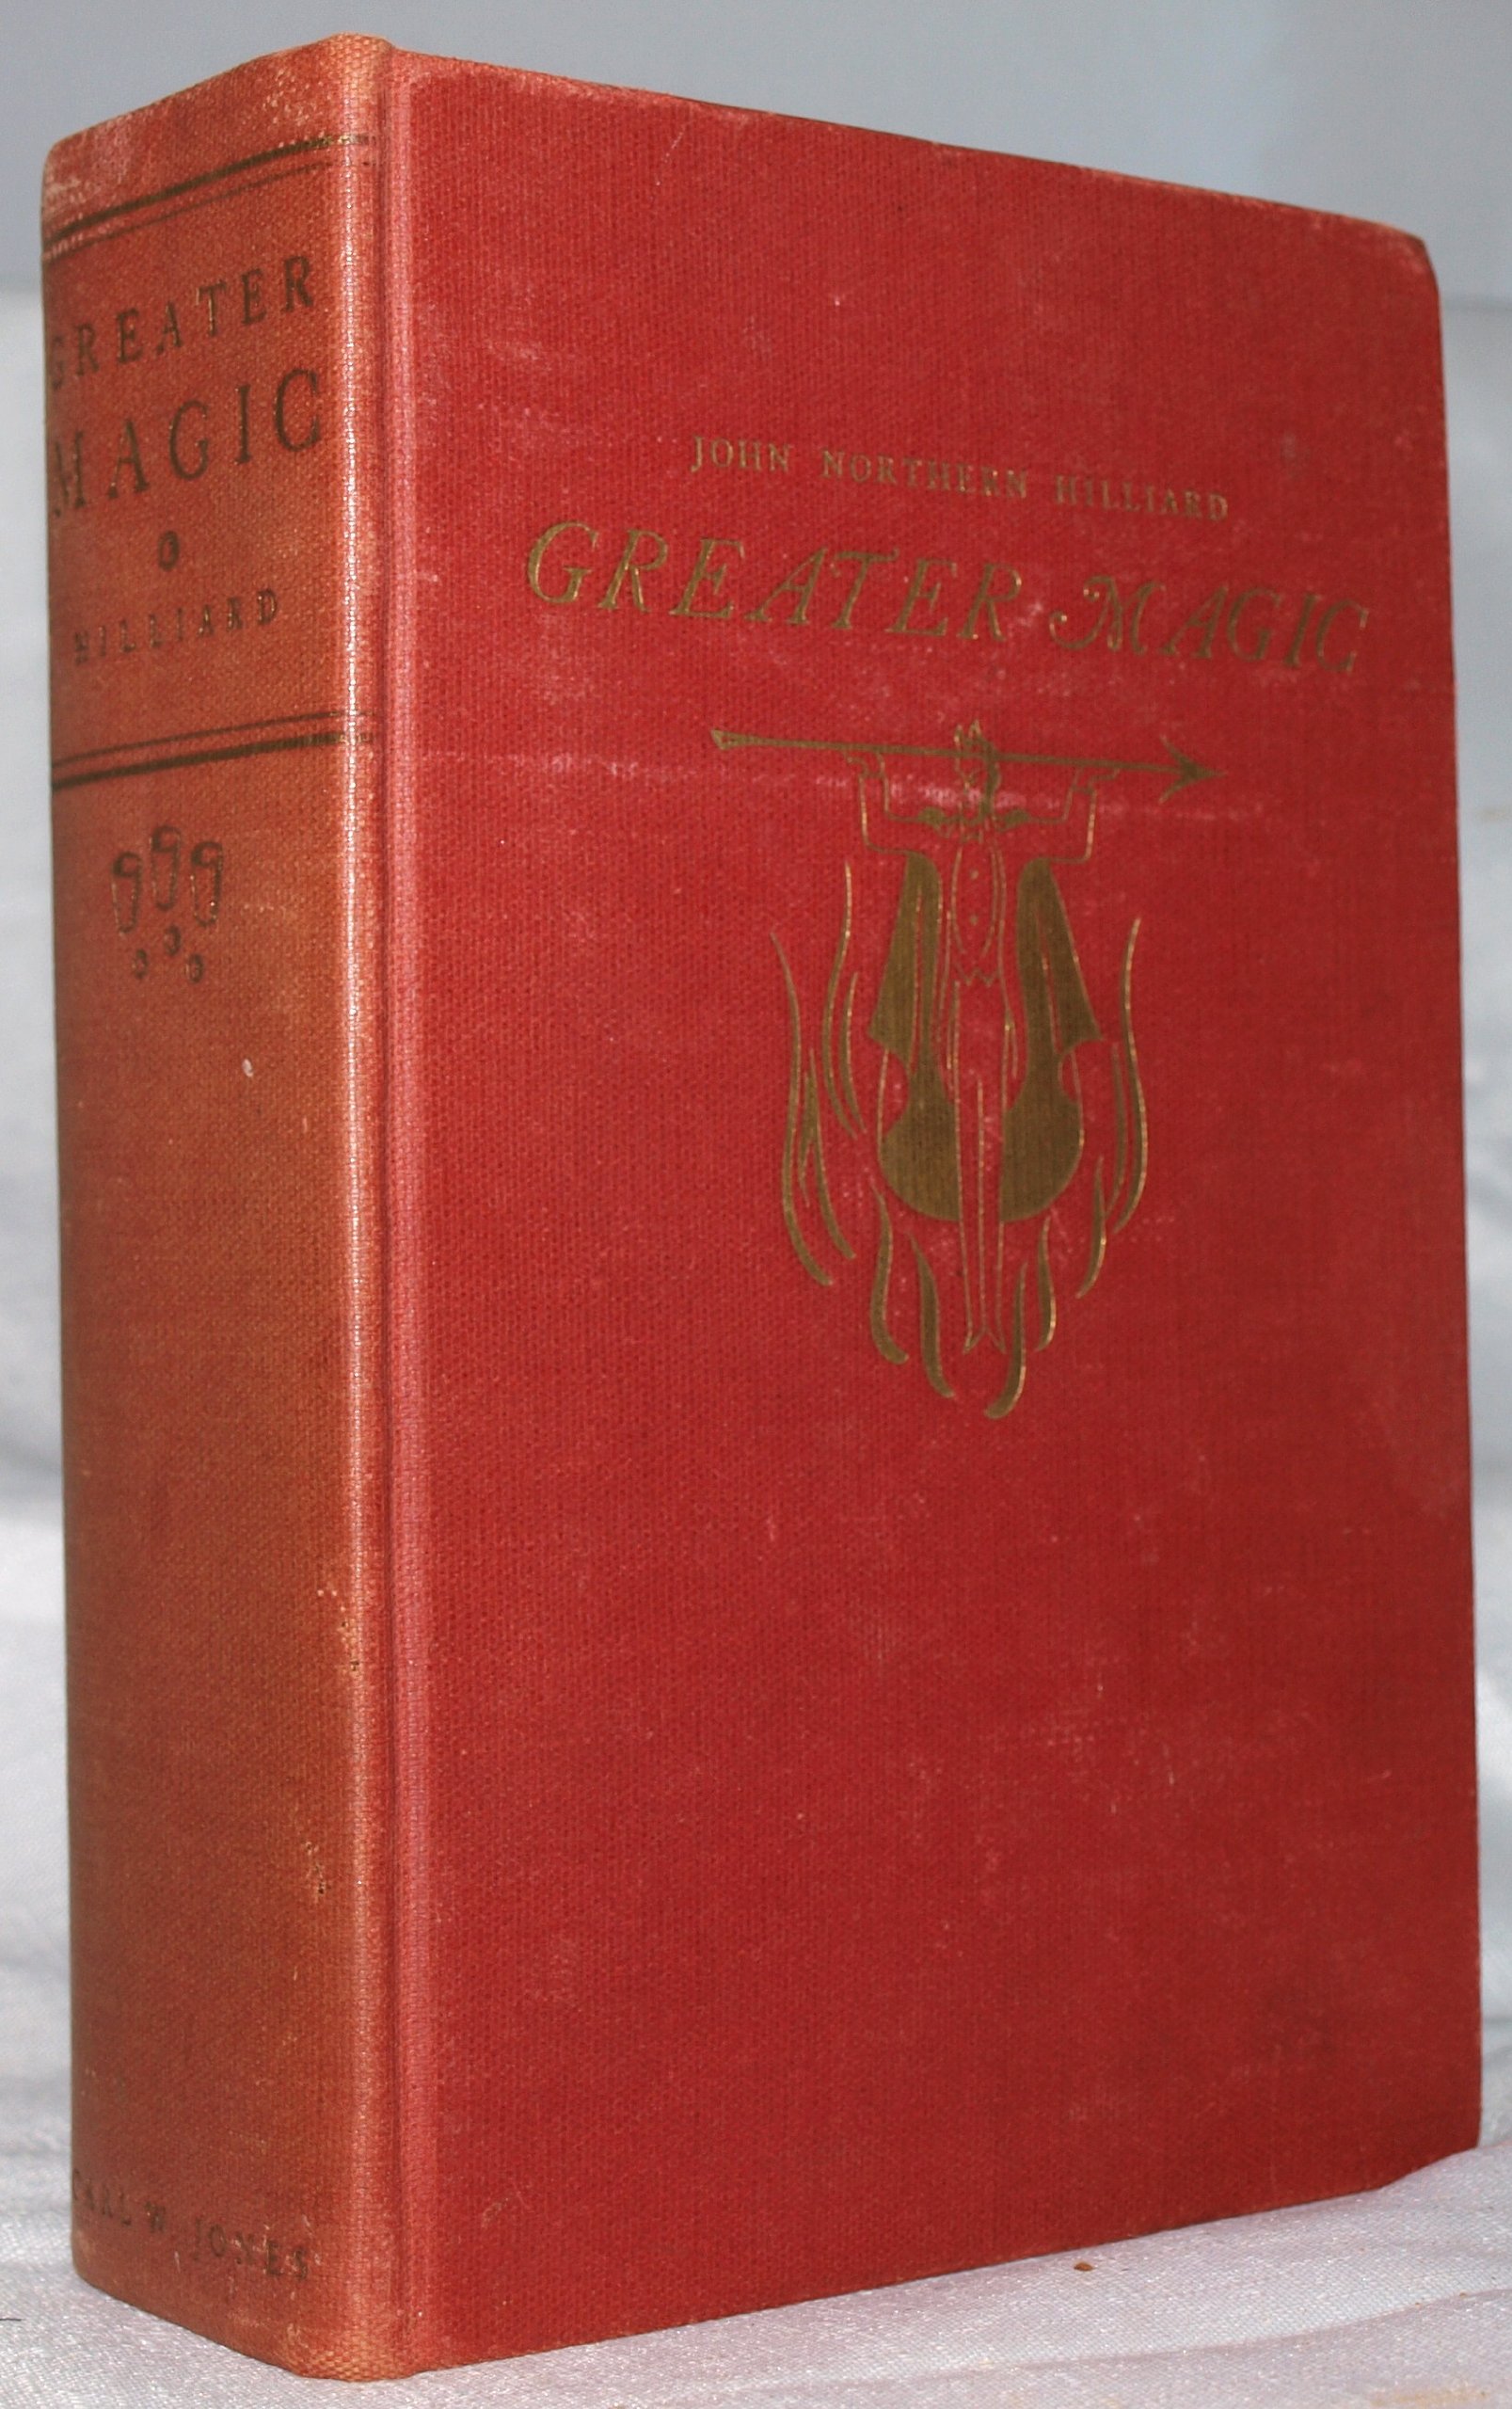 GREATER
MAGIC
HILLIARD
CARL W. JONES
JOHN NORTHERN HILLIARD
GREATER MAGIC